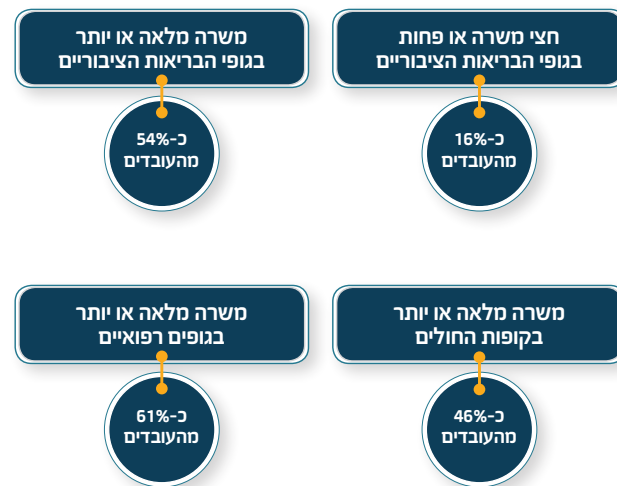 חצי משרה או פחות
בגופי הבריאות הציבוריים
כ-16%
מהעובדים
משרה מלאה או יותר
בגופי הבריאות הציבוריים
כ-54%
מהעובדים
משרה מלאה או יותר
בקופות החולים
כ-46%
מהעובדים
משרה מלאה או יותר
בגופים רפואיים
כ-61%
מהעובדים